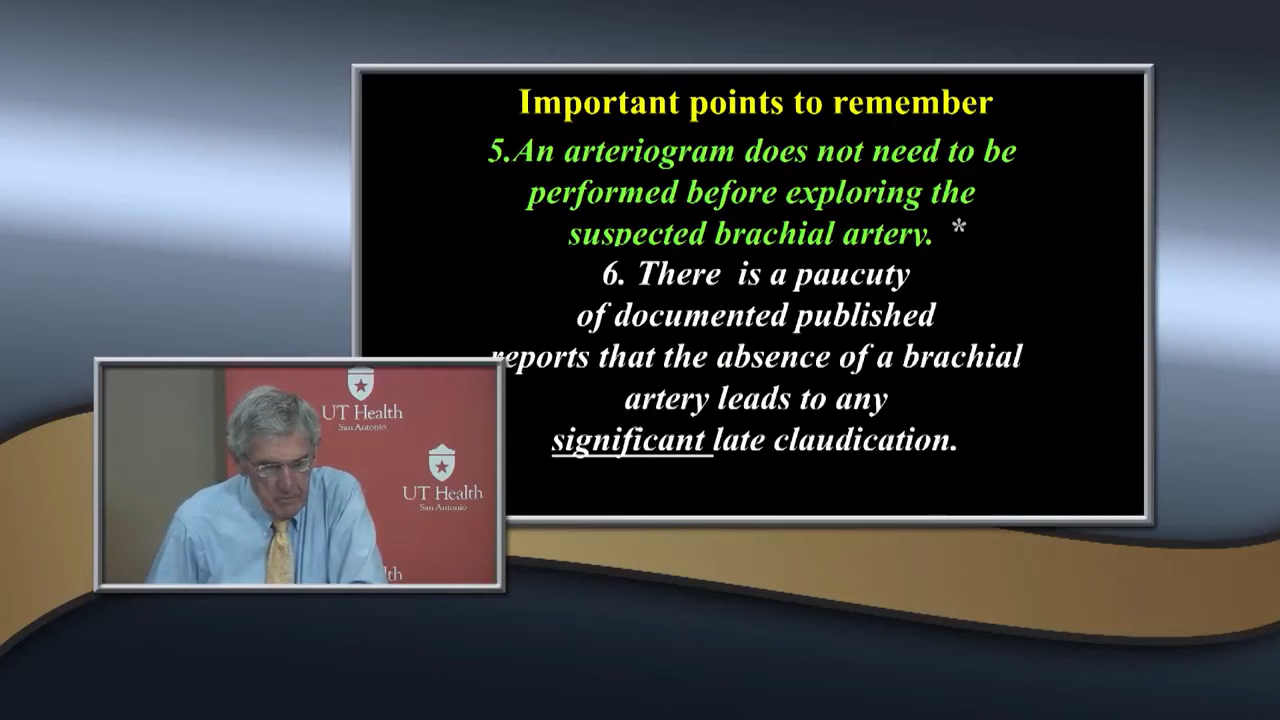 Important points to remember
5.An arteriogram does not need to be
performed before exploring the
suspected brachial artery. *
6. There is a paucuty
of documented published
reports that the absence of a brachial
artery leads to any
significant late claudication.
UT Health
San Antonio
UT Health
San Antonio
lth